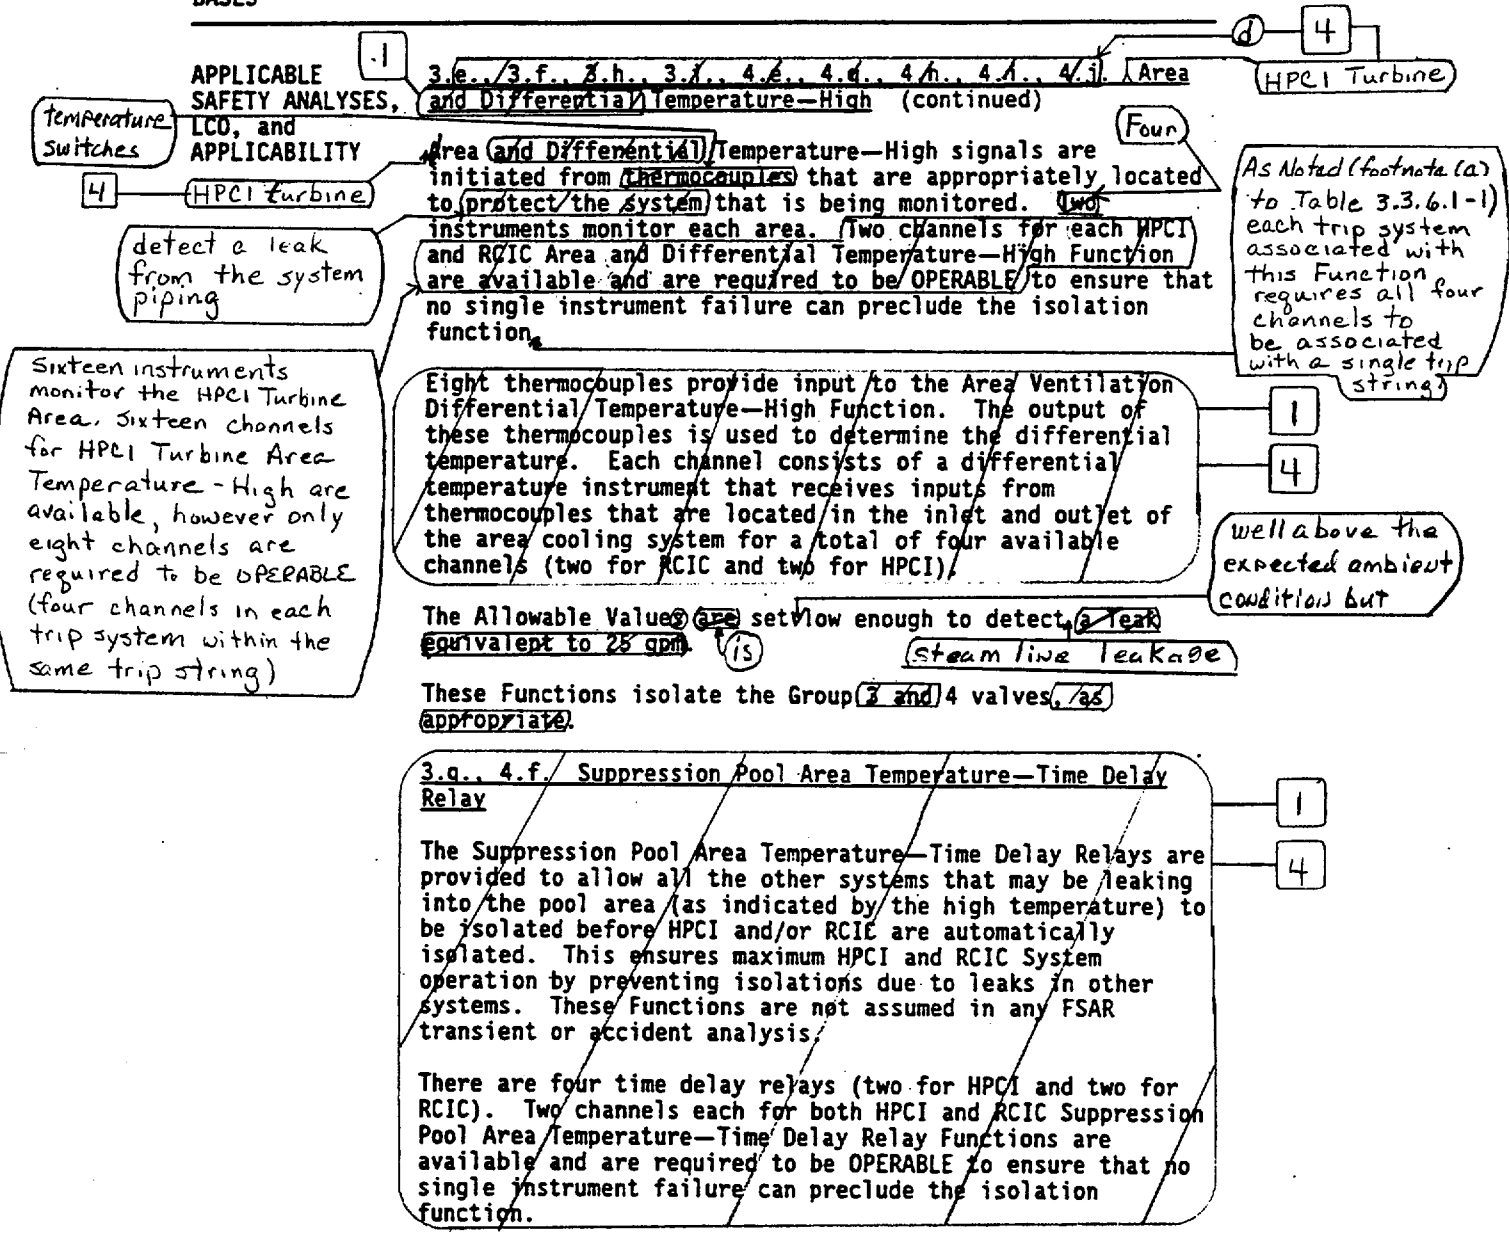 BASES
.1
d
4
HPCI Turbine
APPLICABLE
SAFETY ANALYSES,
LCO, and
APPLICABILITY
3.e., 3.f., 3.h., 3.i., 4.e., 4.g., 4.h., 4.i., 4.j. Area
and Differential Temperature—High (continued)
temperature
switches
4
HPCI turbine
Four
Area and Differential Temperature—High signals are
initiated from thermocouples that are appropriately located
to protect the system that is being monitored. Two
instruments monitor each area. Two channels for each HPCI
and RCIC Area and Differential Temperature—High Function
are available and are required to be OPERABLE to ensure that
no single instrument failure can preclude the isolation
function.
detect a leak
from the system
piping
As Noted (footnote (a)
to Table 3.3.6.1-1)
each trip system
associated with
this Function
requires all four
channels to
be associated
with a single trip
string)
Sixteen instruments
monitor the HPCI Turbine
Area. Sixteen channels
for HPCI Turbine Area
Temperature - High are
available, however only
eight channels are
required to be OPERABLE
(four channels in each
trip system within the
same trip string)
Eight thermocouples provide input to the Area Ventilation
Differential Temperature—High Function. The output of
these thermocouples is used to determine the differential
temperature. Each channel consists of a differential
temperature instrument that receives inputs from
thermocouples that are located in the inlet and outlet of
the area cooling system for a total of four available
channels (two for RCIC and two for HPCI).
1
4
well above the
expected ambient
condition but
The Allowable Values are set low enough to detect a leak
equivalent to 25 gpm.
is
steam line leakage
These Functions isolate the Group 3 and 4 valves, as
appropriate.
3.g., 4.f. Suppression Pool Area Temperature—Time Delay
Relay
1
4
The Suppression Pool Area Temperature—Time Delay Relays are
provided to allow all the other systems that may be leaking
into the pool area (as indicated by the high temperature) to
be isolated before HPCI and/or RCIC are automatically
isolated. This ensures maximum HPCI and RCIC System
operation by preventing isolations due to leaks in other
systems. These Functions are not assumed in any FSAR
transient or accident analysis.
There are four time delay relays (two for HPCI and two for
RCIC). Two channels each for both HPCI and RCIC Suppression
Pool Area Temperature—Time Delay Relay Functions are
available and are required to be OPERABLE to ensure that no
single instrument failure can preclude the isolation
function.